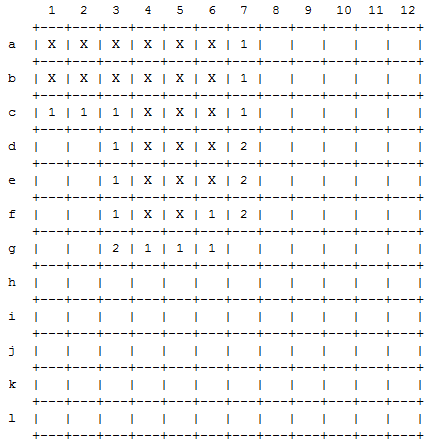 1 2 3 4 5 6 7 8 9 10 11 12
+---+---+---+---+---+---+---+---+---+---+---+---+
a | X | X | X | X | X | X | 1 | | | | | |
+---+---+---+---+---+---+---+---+---+---+---+---+
b | X | X | X | X | X | X | 1 | | | | | |
+---+---+---+---+---+---+---+---+---+---+---+---+
c | 1 | 1 | 1 | X | X | X | 1 | | | | | |
+---+---+---+---+---+---+---+---+---+---+---+---+
d | | | 1 | X | X | X | 2 | | | | | |
+---+---+---+---+---+---+---+---+---+---+---+---+
e | | | 1 | X | X | X | 2 | | | | | |
+---+---+---+---+---+---+---+---+---+---+---+---+
f | | | 1 | X | X | 1 | 2 | | | | | |
+---+---+---+---+---+---+---+---+---+---+---+---+
g | | | 2 | 1 | 1 | 1 | | | | | | |
+---+---+---+---+---+---+---+---+---+---+---+---+
h | | | | | | | | | | | | |
+---+---+---+---+---+---+---+---+---+---+---+---+
i | | | | | | | | | | | | |
+---+---+---+---+---+---+---+---+---+---+---+---+
j | | | | | | | | | | | | |
+---+---+---+---+---+---+---+---+---+---+---+---+
k | | | | | | | | | | | | |
+---+---+---+---+---+---+---+---+---+---+---+---+
l | | | | | | | | | | | | |
+---+---+---+---+---+---+---+---+---+---+---+---+